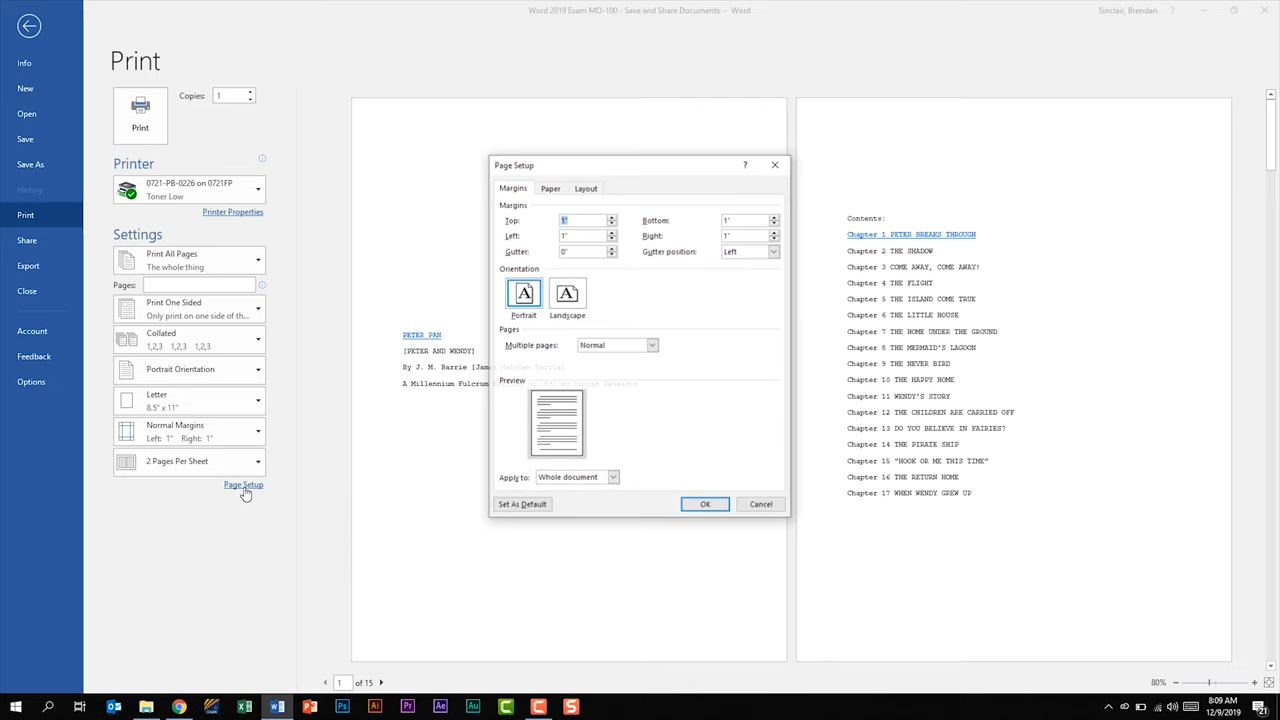 Word 2019 Exam MO-100 - Save and Share Documents - Word
Sinclair, Brendan
?
Info
New
Open
Save
Save As
History
Print
Share
Export
Close
Account
Feedback
Options
Print
Print
Copies: 1
Printer
0721-PB-0226 on 0721FP
Toner Low
Printer Properties
Settings
Print All Pages
The whole thing
Pages:
Print One Sided
Only print on one side of th...
Collated
1,2,3 1,2,3 1,2,3
Portrait Orientation
Letter
8.5" x 11"
Normal Margins
Left: 1" Right: 1"
2 Pages Per Sheet
Page Setup
PETER PAN
[PETER AND WENDY]
By J. M. Barrie [James Matthew Barrie]
A Millennium Fulcrum
Page Setup
?
Margins Paper Layout
Margins
Top: 1" Bottom: 1"
Left: 1" Right: 1"
Gutter: 0" Gutter position: Left
Orientation
Portrait Landscape
Pages
Multiple pages: Normal
Preview
Apply to: Whole document
Set As Default OK Cancel
Contents:
Chapter 1 PETER BREAKS THROUGH
Chapter 2 THE SHADOW
Chapter 3 COME AWAY, COME AWAY!
Chapter 4 THE FLIGHT
Chapter 5 THE ISLAND COME TRUE
Chapter 6 THE LITTLE HOUSE
Chapter 7 THE HOME UNDER THE GROUND
Chapter 8 THE MERMAID'S LAGOON
Chapter 9 THE NEVER BIRD
Chapter 10 THE HAPPY HOME
Chapter 11 WENDY'S STORY
Chapter 12 THE CHILDREN ARE CARRIED OFF
Chapter 13 DO YOU BELIEVE IN FAIRIES?
Chapter 14 THE PIRATE SHIP
Chapter 15 "HOOK OR ME THIS TIME"
Chapter 16 THE RETURN HOME
Chapter 17 WHEN WENDY GREW UP
1 of 15
80%
8:09 AM
12/9/2019
21